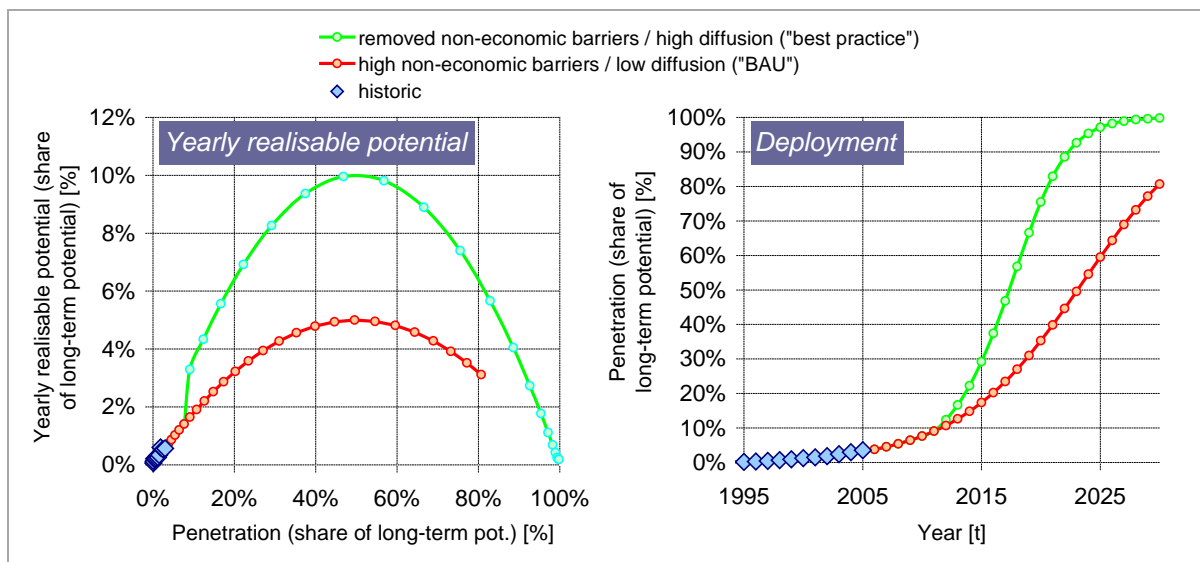 removed non-economic barriers / high diffusion ("best practice")
high non-economic barriers / low diffusion ("BAU")
historic
Yearly realisable potential
Yearly realisable potential (share
of long-term potential) [%]
12%
10%
8%
6%
4%
2%
0%
0%
20%
40%
60%
80%
100%
Penetration (share of long-term pot.) [%]
Deployment
Penetration (share of
long-term potential) [%]
100%
90%
80%
70%
60%
50%
40%
30%
20%
10%
0%
1995
2005
2015
2025
Year [t]